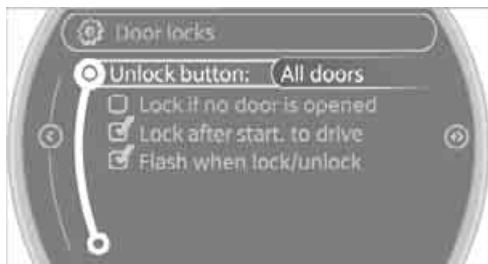 Door locks
Unlock button: All doors
Lock if no door is opened
Lock after start. to drive
Flash when lock/unlock